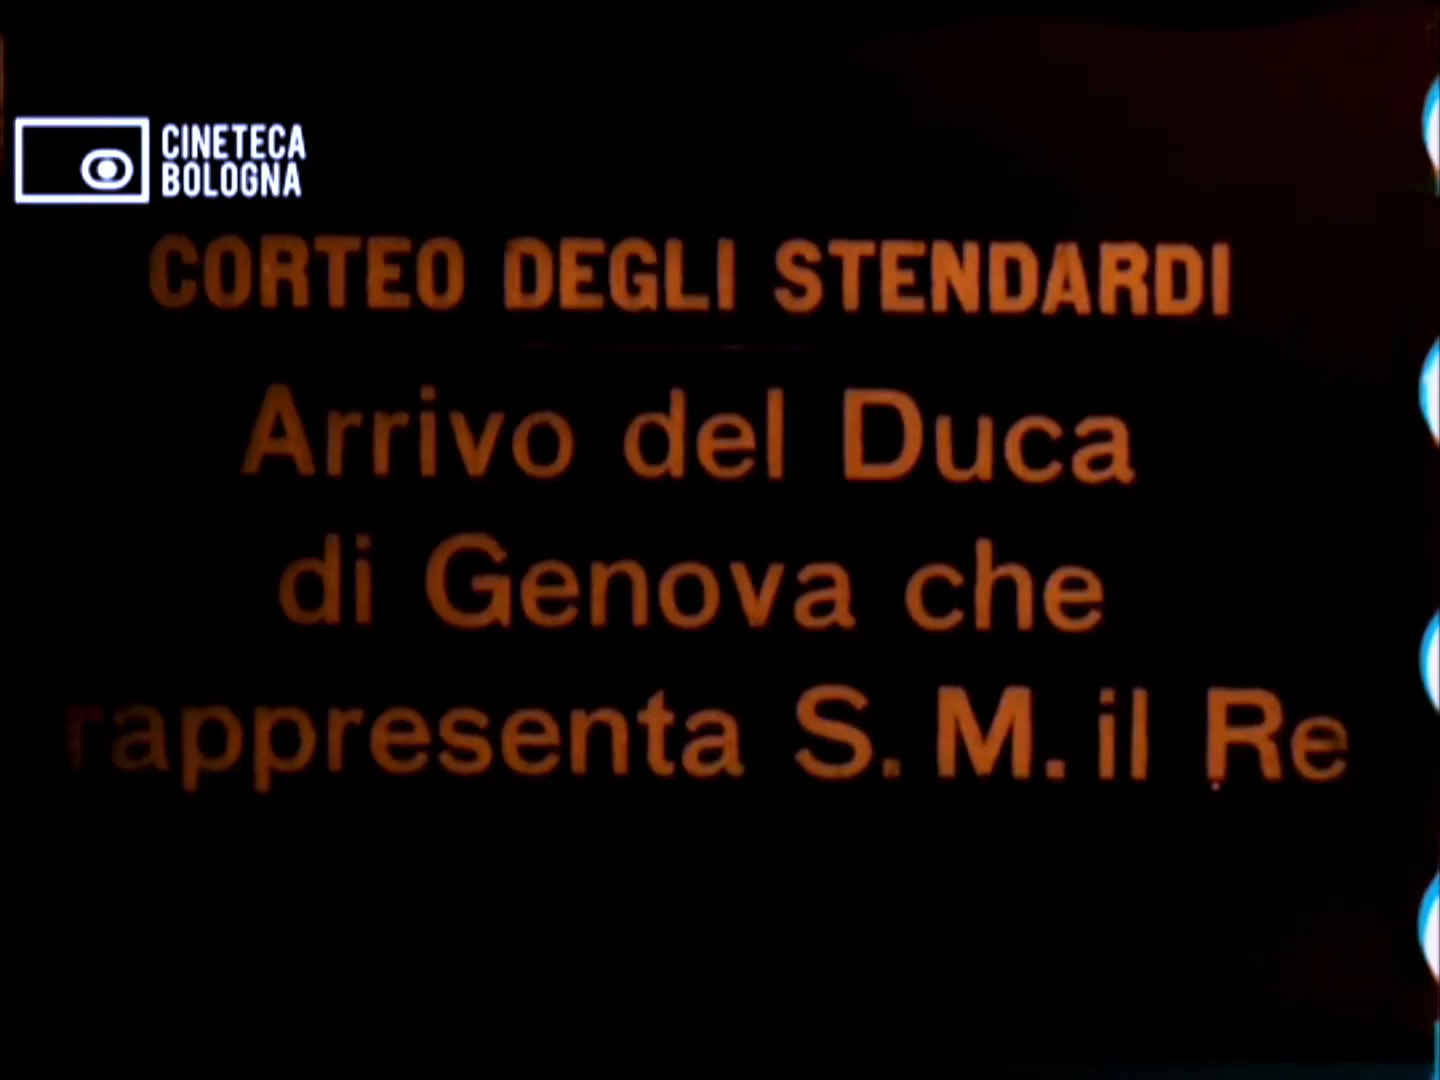 CINETECA
BOLOGNA
CORTEO DEGLI STENDARDI
Arrivo del Duca
di Genova che
rappresenta S. M. il Re